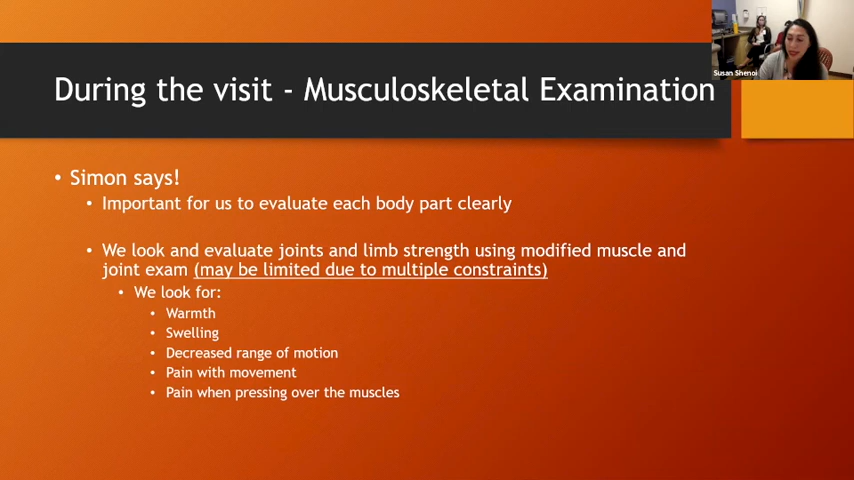 Susan Shenoi
During the visit - Musculoskeletal Examination
• Simon says!
• Important for us to evaluate each body part clearly
• We look and evaluate joints and limb strength using modified muscle and
joint exam (may be limited due to multiple constraints)
• We look for:
• Warmth
• Swelling
• Decreased range of motion
• Pain with movement
• Pain when pressing over the muscles